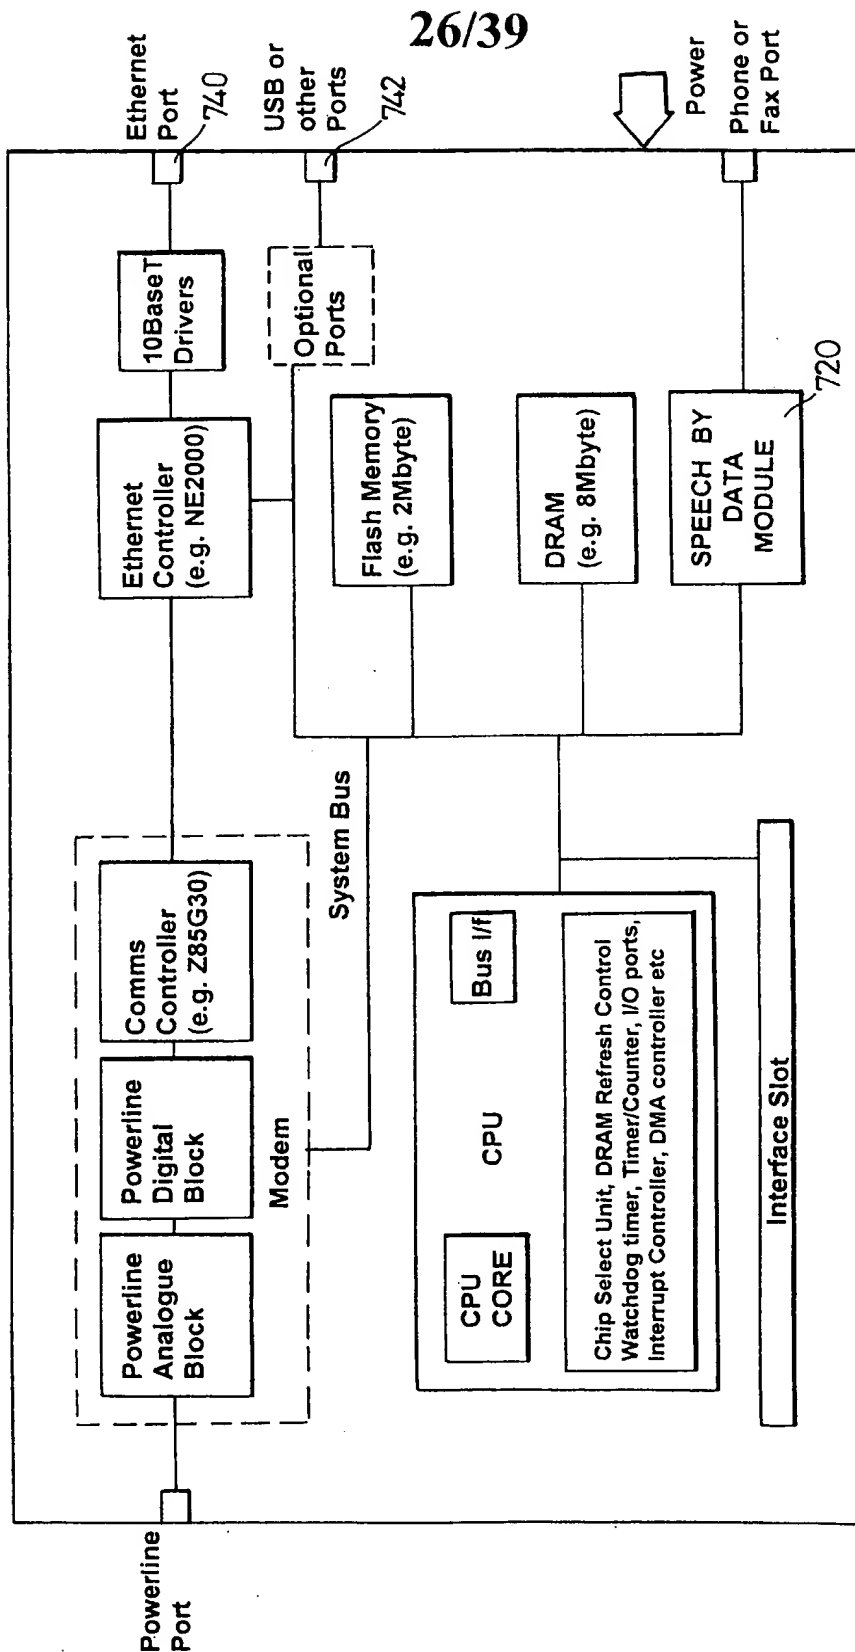 26/39
Powerline
Port
Powerline
Analogue
Block
Powerline
Digital
Block
Comms
Controller
(e.g. Z85G30)
Modem
Ethernet
Controller
(e.g. NE2000)
10BaseT
Drivers
Ethernet
Port
740
USB or
other
Ports
742
Optional
Ports
System Bus
Flash Memory
(e.g. 2Mbyte)
DRAM
(e.g. 8Mbyte)
SPEECH BY
DATA
MODULE
720
Power
Phone or
Fax Port
CPU
CORE
CPU
Bus I/f
Chip Select Unit, DRAM Refresh Control
Watchdog timer, Timer/Counter, I/O ports,
Interrupt Controller, DMA controller etc
Interface Slot